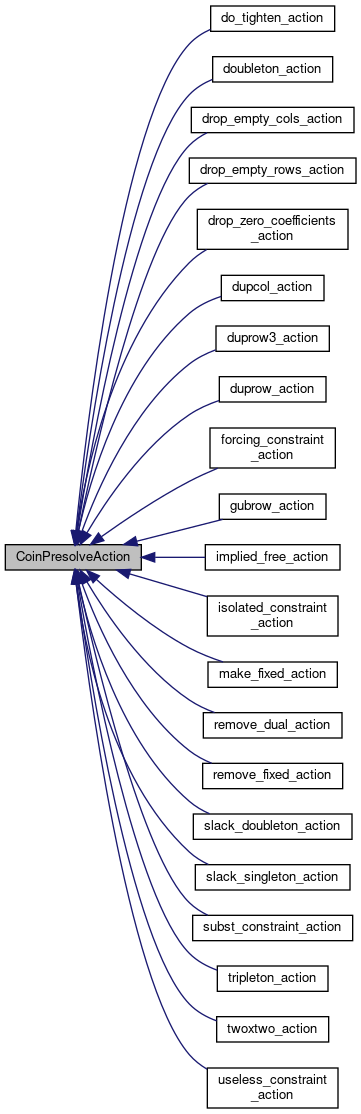 do_tighten_action
doubleton_action
drop_empty_cols_action
drop_empty_rows_action
drop_zero_coefficients
_action
dupcol_action
duprow3_action
duprow_action
forcing_constraint
_action
gubrow_action
CoinPresolveAction
implied_free_action
isolated_constraint
_action
make_fixed_action
remove_dual_action
remove_fixed_action
slack_doubleton_action
slack_singleton_action
subst_constraint_action
tripleton_action
twoxtwo_action
useless_constraint
_action